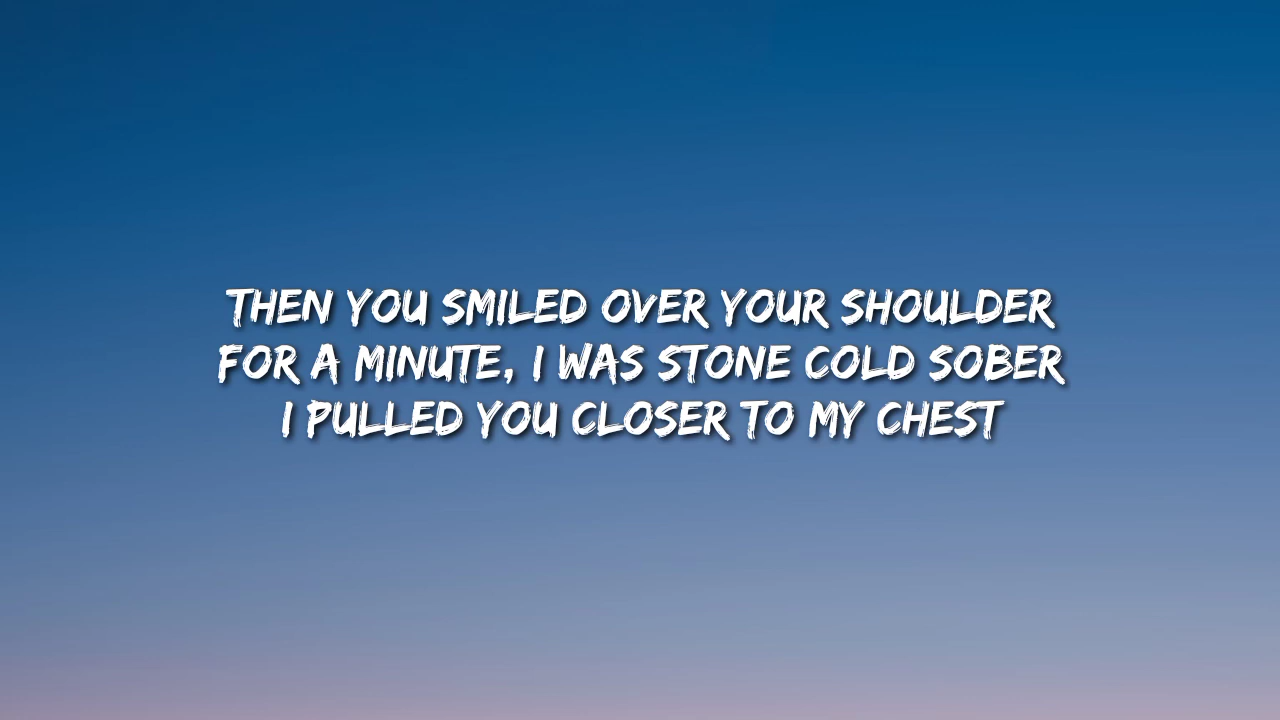 THEN YOU SMILED OVER YOUR SHOULDER
FOR A MINUTE, I WAS STONE COLD SOBER
I PULLED YOU CLOSER TO MY CHEST